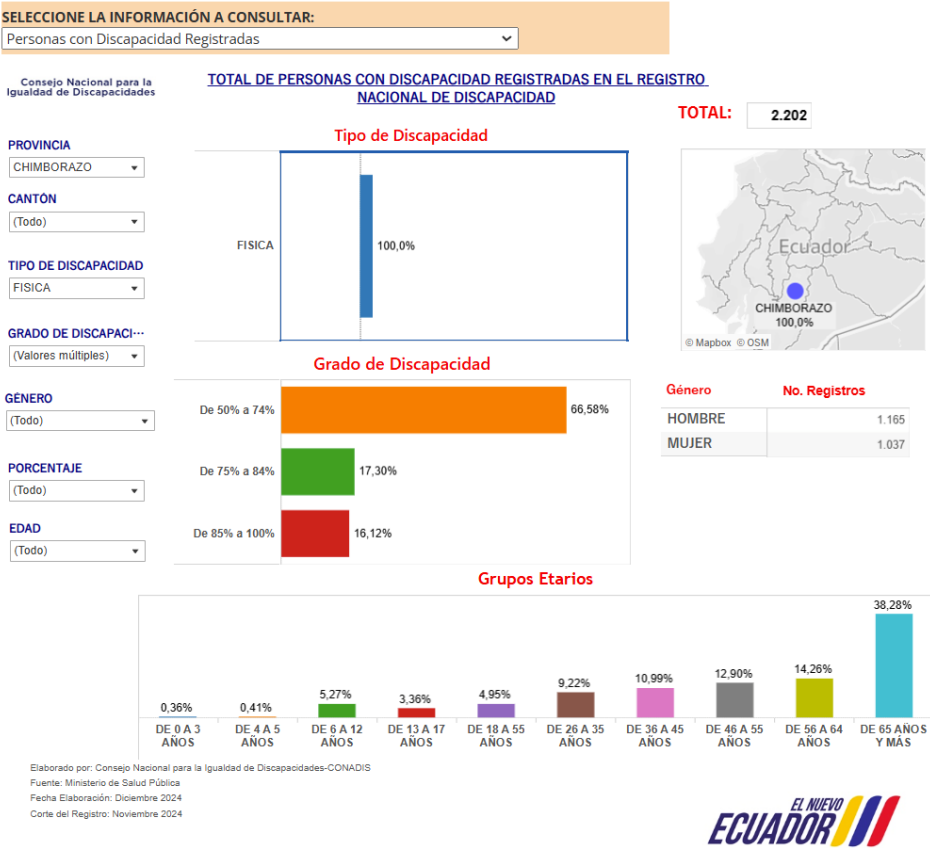 SELECCIONE LA INFORMACIÓN A CONSULTAR:
Personas con Discapacidad Registradas
Consejo Nacional para la
Igualdad de Discapacidades
TOTAL DE PERSONAS CON DISCAPACIDAD REGISTRADAS EN EL REGISTRO
NACIONAL DE DISCAPACIDAD
TOTAL: 2.202
PROVINCIA
CHIMBORAZO
CANTÓN
(Todo)
TIPO DE DISCAPACIDAD
FISICA
GRADO DE DISCAPACI...
(Valores múltiples)
GÉNERO
(Todo)
PORCENTAJE
(Todo)
EDAD
(Todo)
Tipo de Discapacidad
FISICA
100,0%
Ecuador
CHIMBORAZO
100,0%
© Mapbox © OSM
Grado de Discapacidad
De 50% a 74% 66,58%
De 75% a 84% 17,30%
De 85% a 100% 16,12%
Género No. Registros
HOMBRE 1.165
MUJER 1.037
Grupos Etarios
0,36% 0,41% 5,27% 3,36% 4,95% 9,22% 10,99% 12,90% 14,26% 38,28%
DE 0 A 3 DE 4 A 5 DE 6 A 12 DE 13 A 17 DE 18 A 55 DE 26 A 35 DE 36 A 45 DE 46 A 55 DE 56 A 64 DE 65 AÑOS
AÑOS AÑOS AÑOS AÑOS AÑOS AÑOS AÑOS AÑOS AÑOS Y MÁS
Elaborado por: Consejo Nacional para la Igualdad de Discapacidades-CONADIS
Fuente: Ministerio de Salud Pública
Fecha Elaboración: Diciembre 2024
Corte del Registro: Noviembre 2024
EL NUEVO
ECUADOR